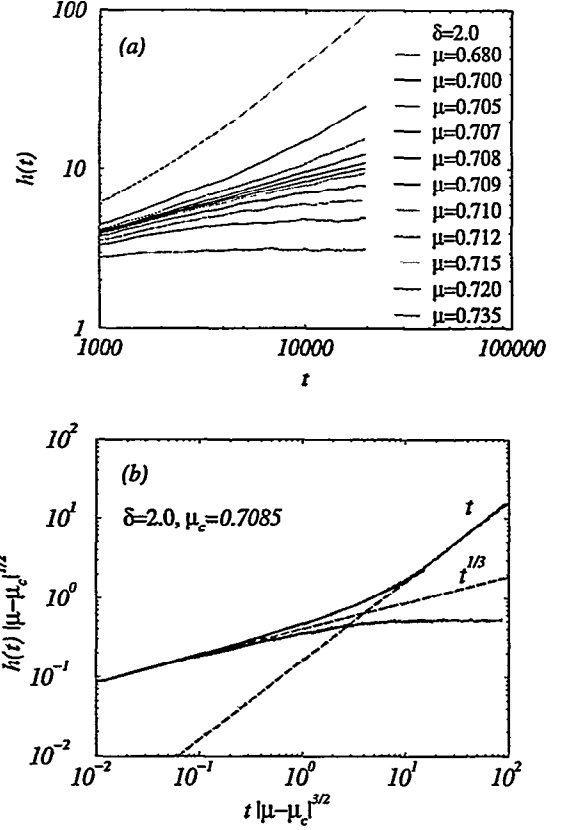 100
(a)
δ=2.0
μ=0.680
μ=0.700
μ=0.705
μ=0.707
μ=0.708
μ=0.709
μ=0.710
μ=0.712
μ=0.715
μ=0.720
μ=0.735
h(t)
10
1
1000
10000
100000
t
10²
(b)
δ=2.0, μc=0.7085
t
10¹
t^1/3
10⁰
h(t) |μ−μc|^1/2
10⁻¹
10⁻²
10⁻²
10⁻¹
10⁰
10¹
10²
t |μ−μc|^3/2